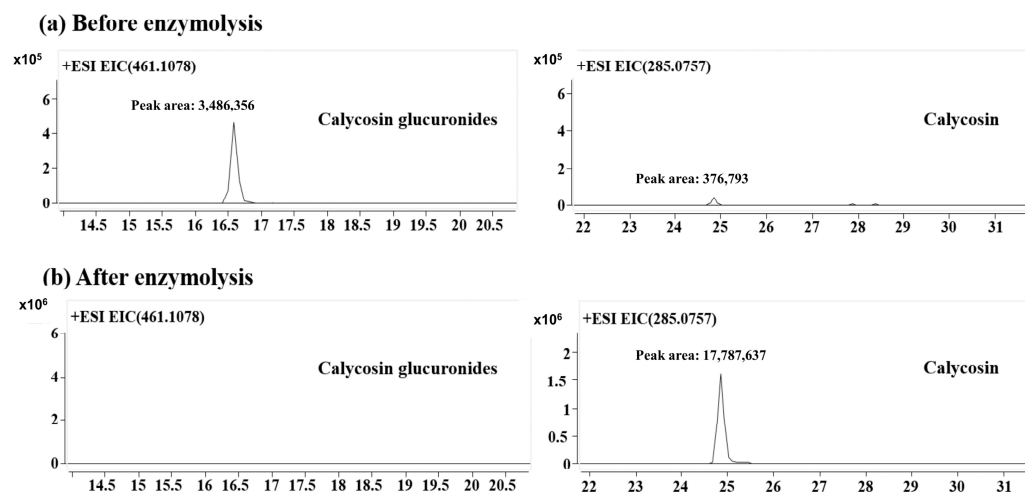 (a) Before enzymolysis
x10⁵
+ESI EIC(461.1078)
Peak area: 3,486,356
Calycosin glucuronides
6
4
2
0
14.5 15 15.5 16 16.5 17 17.5 18 18.5 19 19.5 20 20.5
x10⁵
+ESI EIC(285.0757)
Calycosin
Peak area: 376,793
6
4
2
0
22 23 24 25 26 27 28 29 30 31
(b) After enzymolysis
x10⁶
+ESI EIC(461.1078)
Calycosin glucuronides
6
4
2
0
14.5 15 15.5 16 16.5 17 17.5 18 18.5 19 19.5 20 20.5
x10⁶
+ESI EIC(285.0757)
Peak area: 17,787,637
Calycosin
2
1.5
1
0.5
0
22 23 24 25 26 27 28 29 30 31